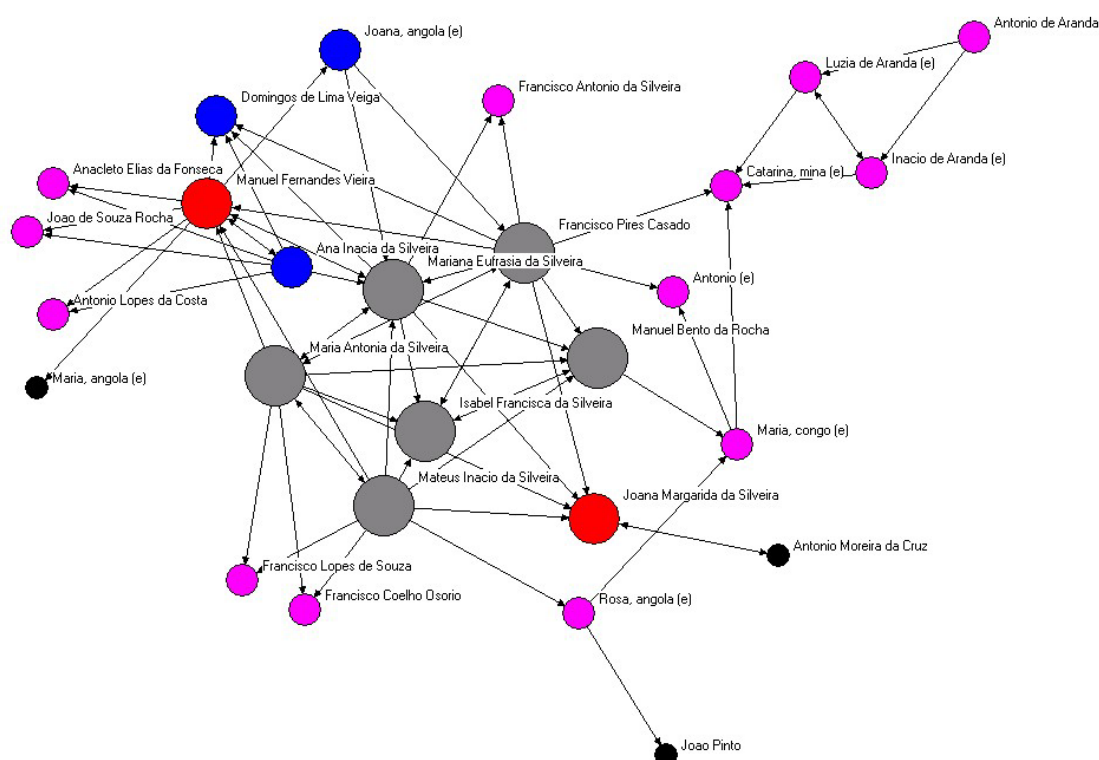 Antonio de Aranda
Joana, angola (e)
Luzia de Aranda (e)
Francisco Antonio da Silveira
Domingos de Lima Veiga
Inacio de Aranda (e)
Anacleto Elias da Fonseca
Catarina, mina (e)
Manuel Fernandes Vieira
Joao de Souza Rocha
Francisco Pires Casado
Ana Inacia da Silveira
Mariana Eufrasia da Silveira
Antonio (e)
Antonio Lopes da Costa
Manuel Bento da Rocha
Maria Antonia da Silveira
Maria, angola (e)
Isabel Francisca da Silveira
Maria, congo (e)
Mateus Inacio da Silveira
Joana Margarida da Silveira
Antonio Moreira da Cruz
Francisco Lopes de Souza
Francisco Coelho Osorio
Rosa, angola (e)
Joao Pinto